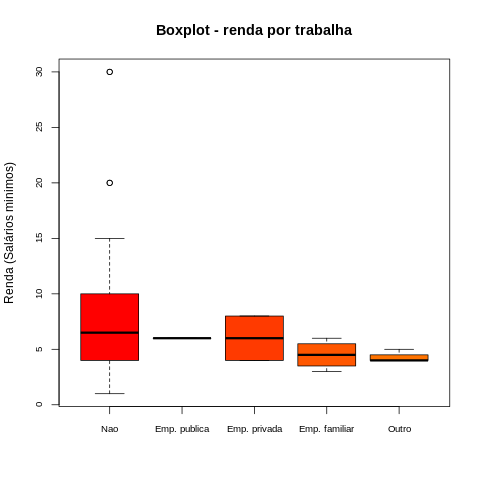 Boxplot - renda por trabalha
Renda (Salários minimos)
30
25
20
15
10
5
0
Nao Emp. publica Emp. privada Emp. familiar Outro